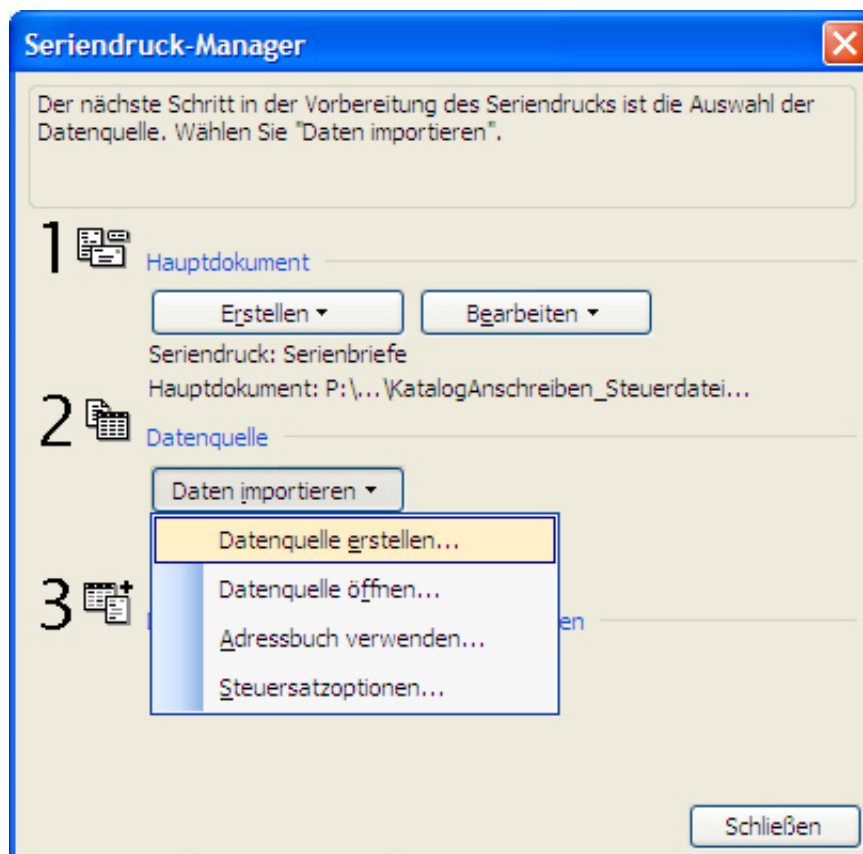 Seriendruck-Manager
Der nächste Schritt in der Vorbereitung des Seriendrucks ist die Auswahl der
Datenquelle. Wählen Sie "Daten importieren".
1 Hauptdokument
Erstellen Bearbeiten
Seriendruck: Serienbriefe
Hauptdokument: P:\...\KatalogAnschreiben_Steuerdatei...
2 Datenquelle
Daten importieren
Datenquelle erstellen...
Datenquelle öffnen...
3 en
Adressbuch verwenden...
Steuersatzoptionen...
Schließen